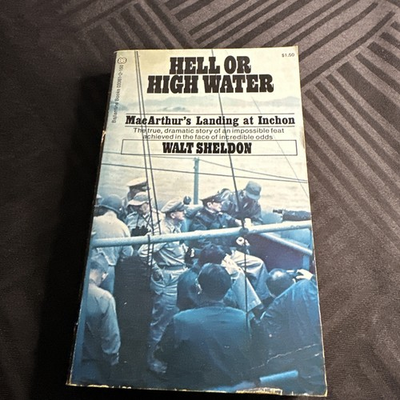 $1.50
HELL OR
HIGH WATER
MacArthur's Landing at Inchon
The true, dramatic story of an impossible feat
achieved in the face of incredible odds
WALT SHELDON